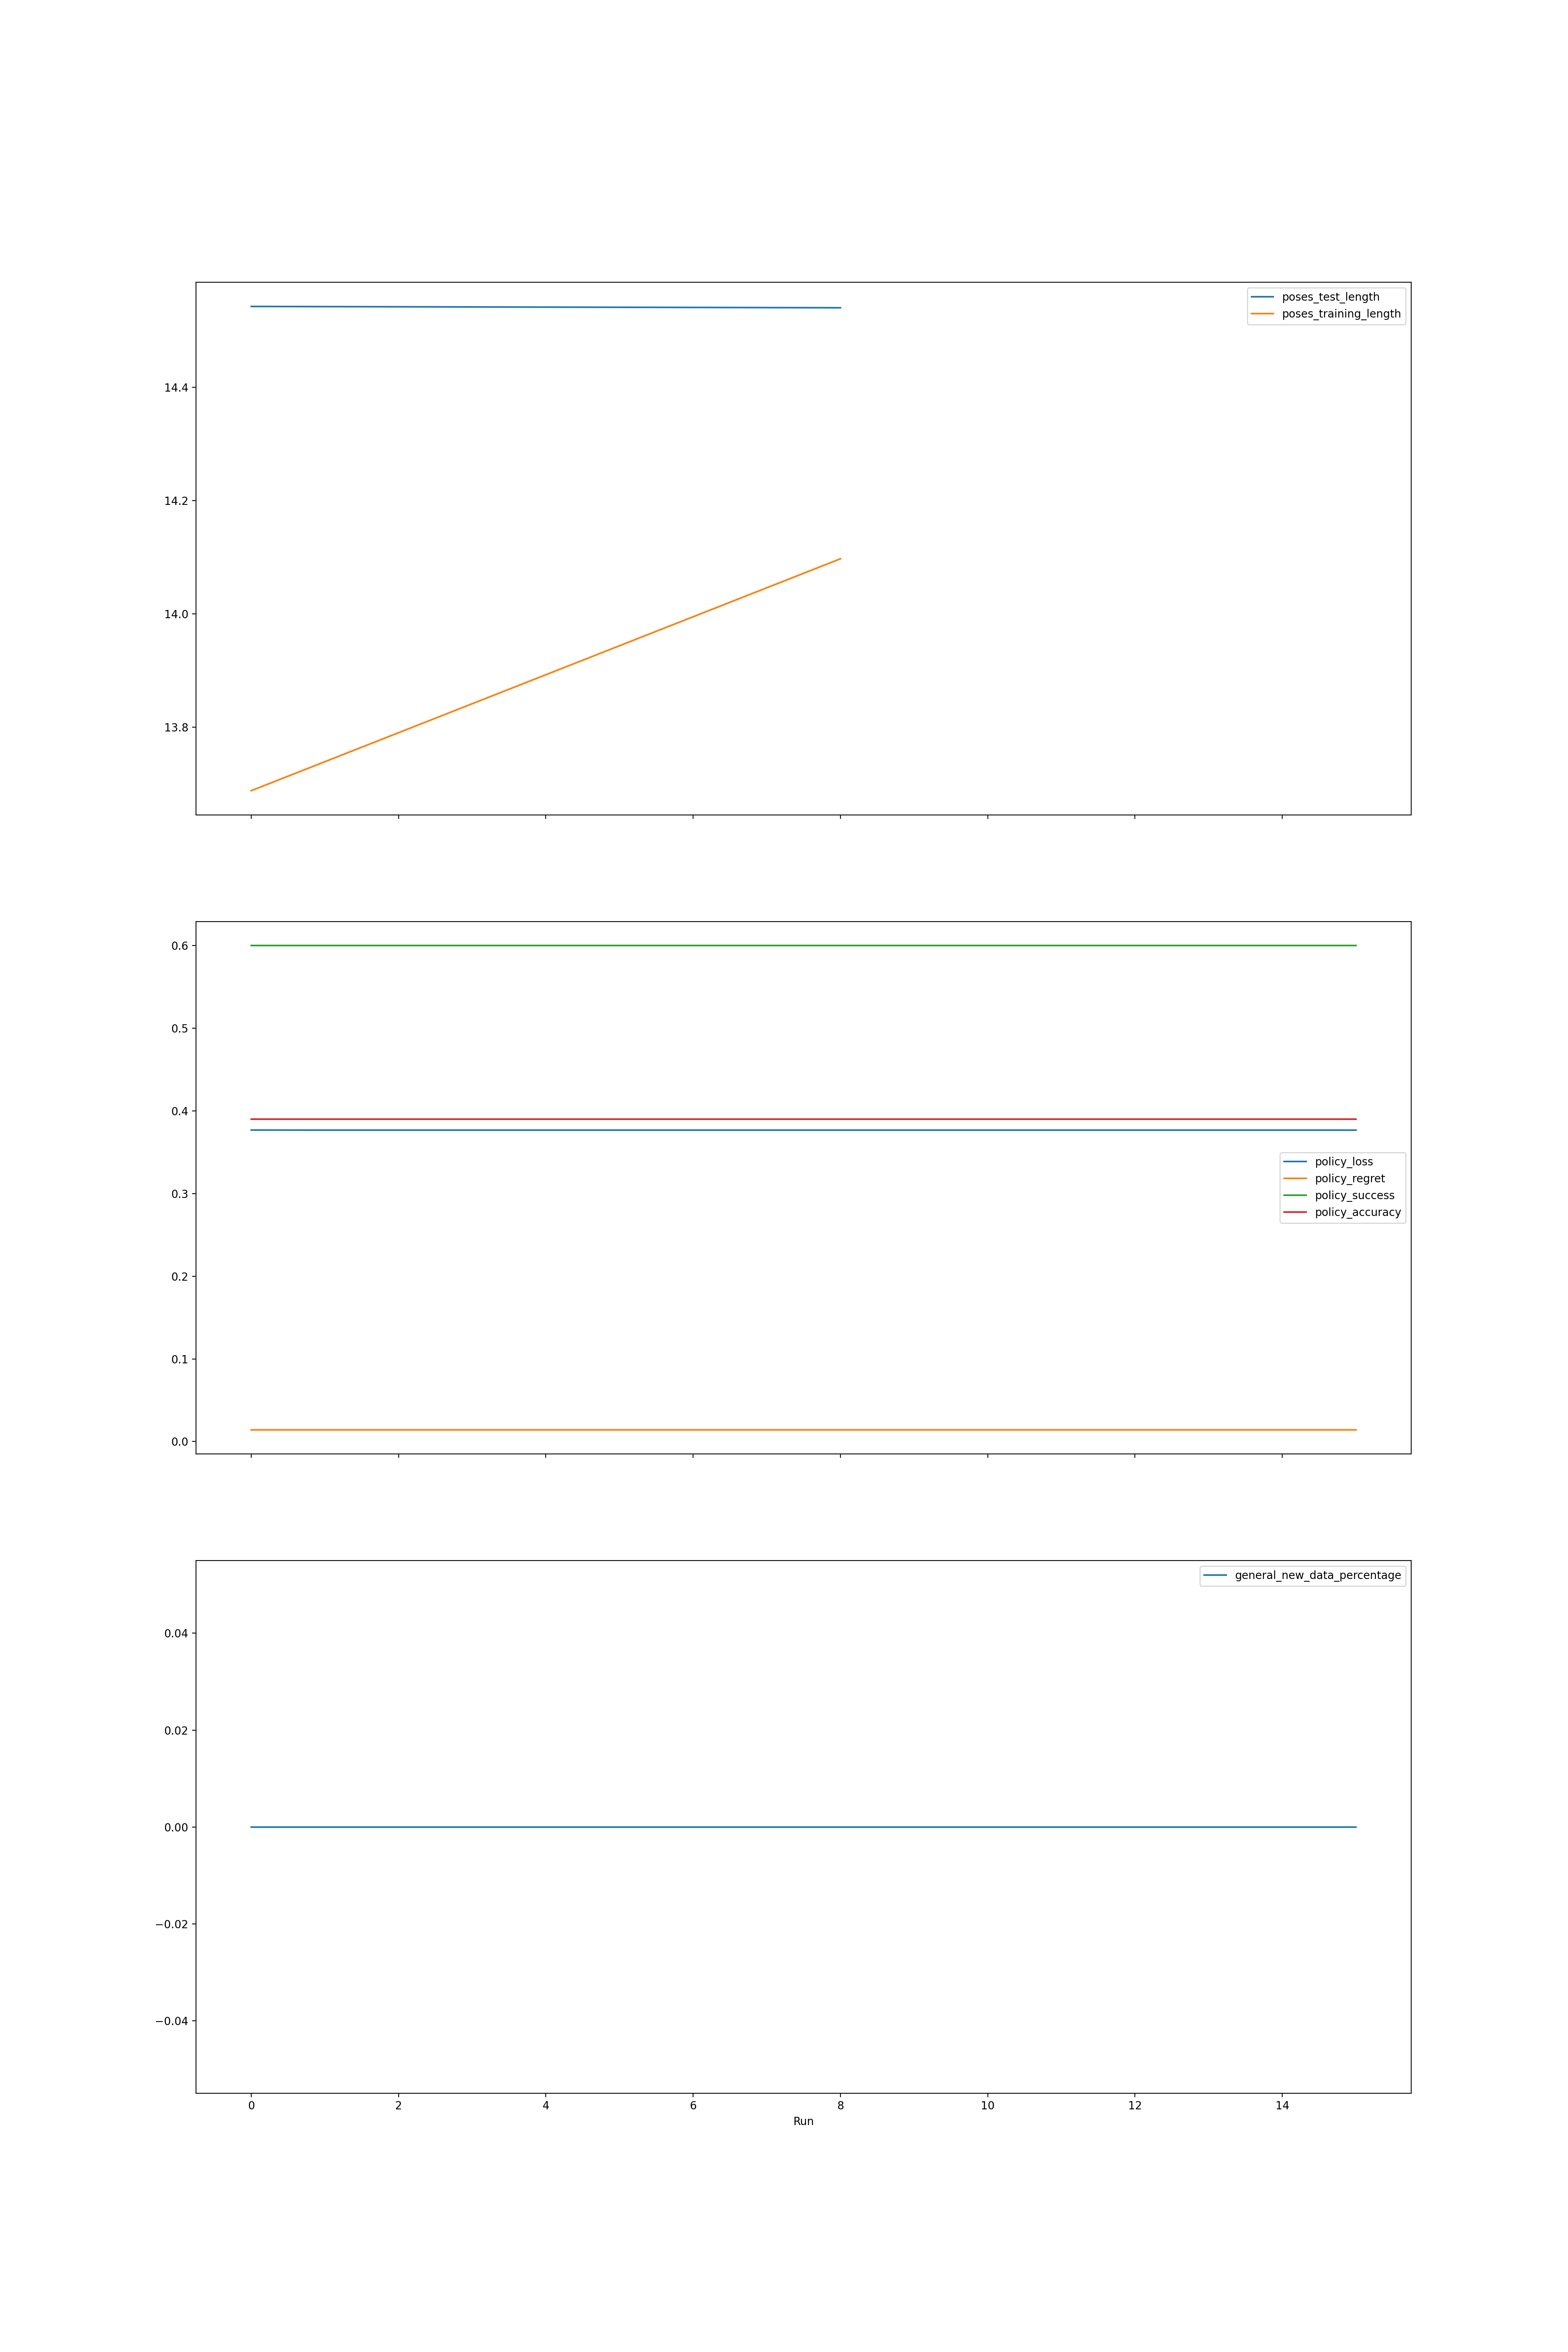 poses_test_length
poses_training_length
14.4
14.2
14.0
13.8
0.6
0.5
0.4
0.3
0.2
0.1
0.0
policy_loss
policy_regret
policy_success
policy_accuracy
general_new_data_percentage
0.04
0.02
0.00
−0.02
−0.04
0 2 4 6 8 10 12 14
Run